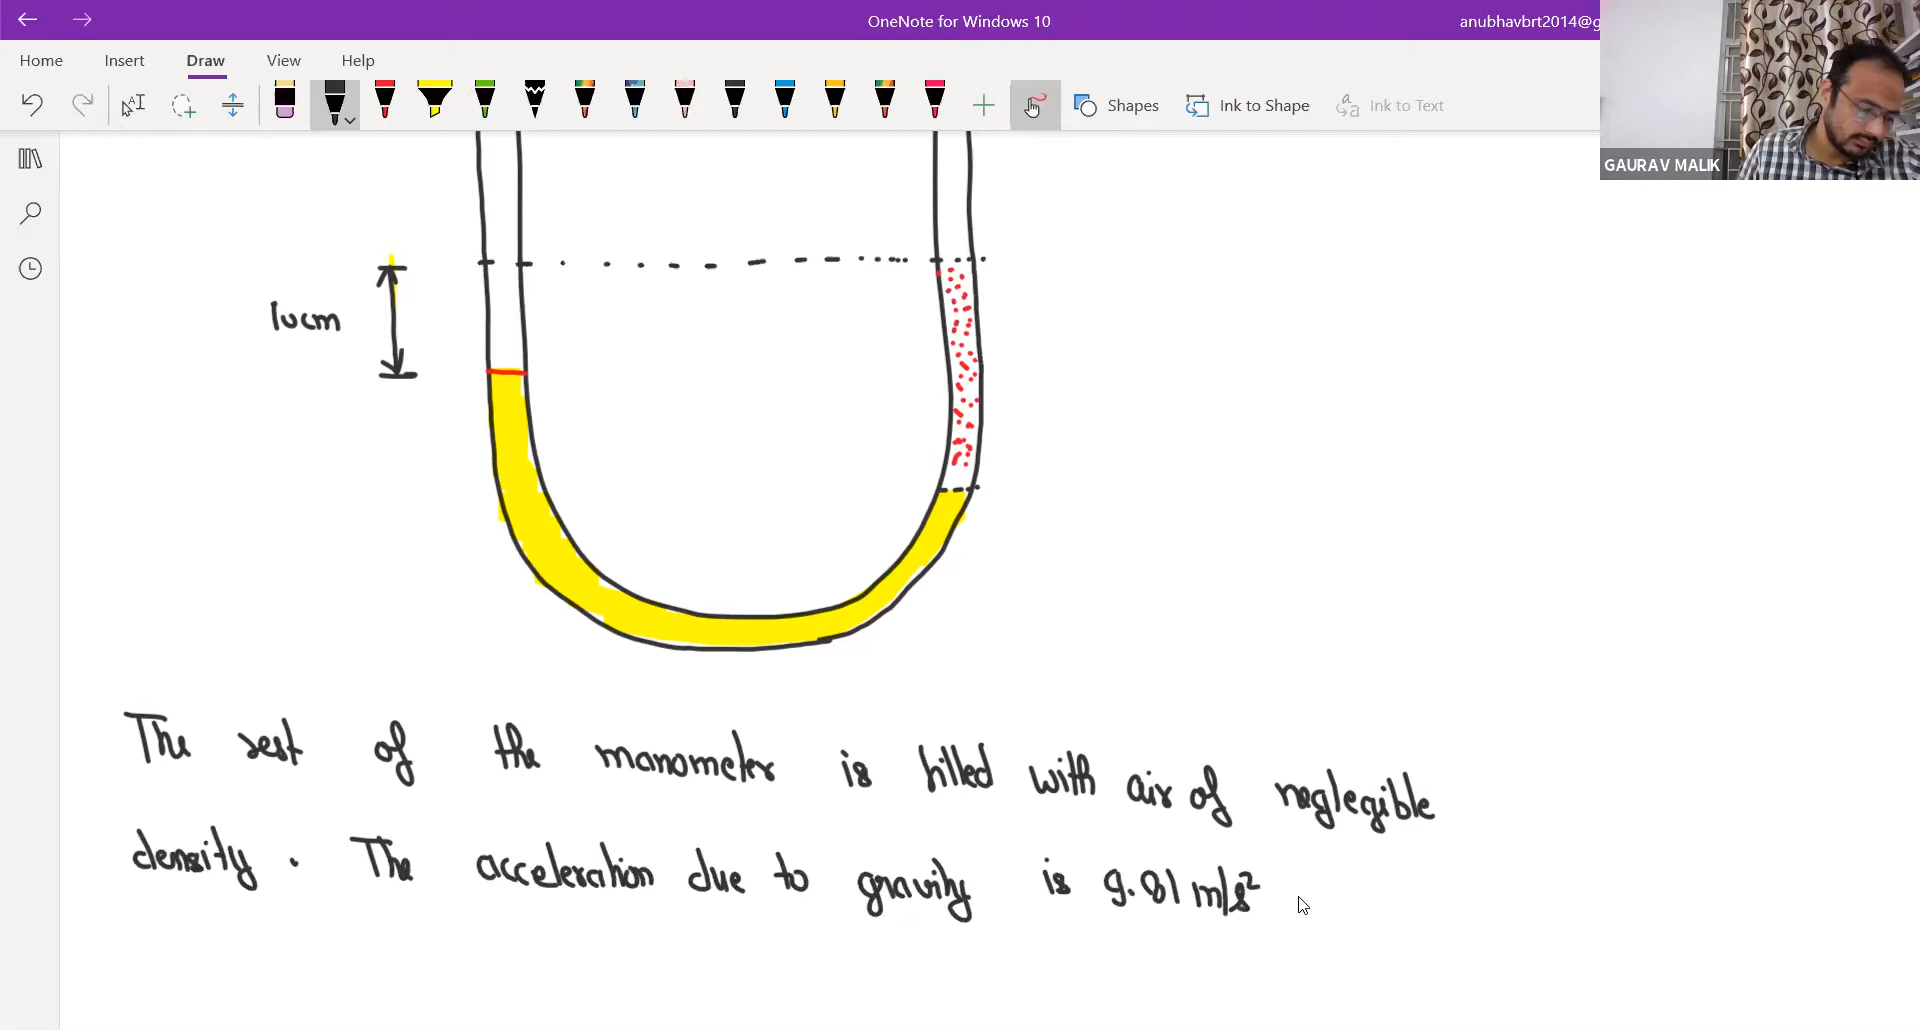 OneNote for Windows 10
anubhavbrt2014@g
Home Insert Draw View Help
Shapes Ink to Shape Ink to Text
GAURAV MALIK
10cm
The rest of the manometer is filled with air of neglegible
density. The acceleration due to gravity is 9.81 m/s²